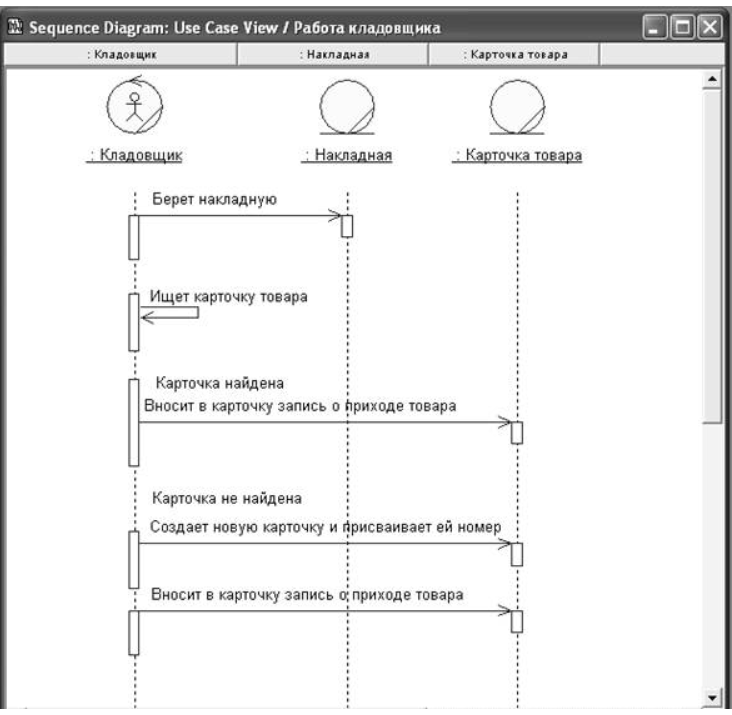 Sequence Diagram: Use Case View / Работа кладовщика
: Кладовщик
: Накладная
: Карточка товара
: Кладовщик
: Накладная
: Карточка товара
Берет накладную
Ищет карточку товара
Карточка найдена
Вносит в карточку запись о приходе товара
Карточка не найдена
Создает новую карточку и присваивает ей номер
Вносит в карточку запись о приходе товара